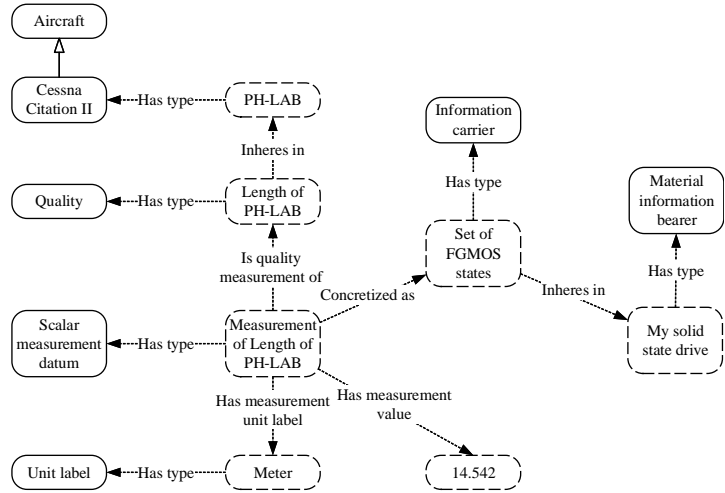 Aircraft
Cessna
Citation II
Has type
PH-LAB
Information
carrier
Inheres in
Quality
Has type
Length of
PH-LAB
Has type
Material
information
bearer
Is quality
measurement of
Set of
FGMOS
states
Concretized as
Inheres in
Has type
Scalar
measurement
datum
Has type
Measurement
of Length of
PH-LAB
My solid
state drive
Has measurement
unit label
Has measurement
value
Unit label
Has type
Meter
14.542